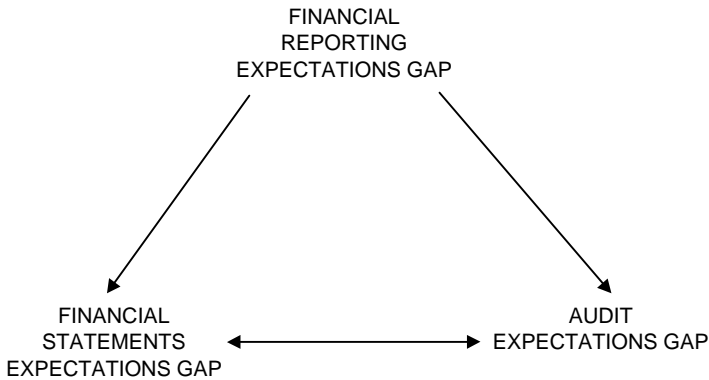 FINANCIAL
REPORTING
EXPECTATIONS GAP
FINANCIAL
STATEMENTS
EXPECTATIONS GAP
AUDIT
EXPECTATIONS GAP